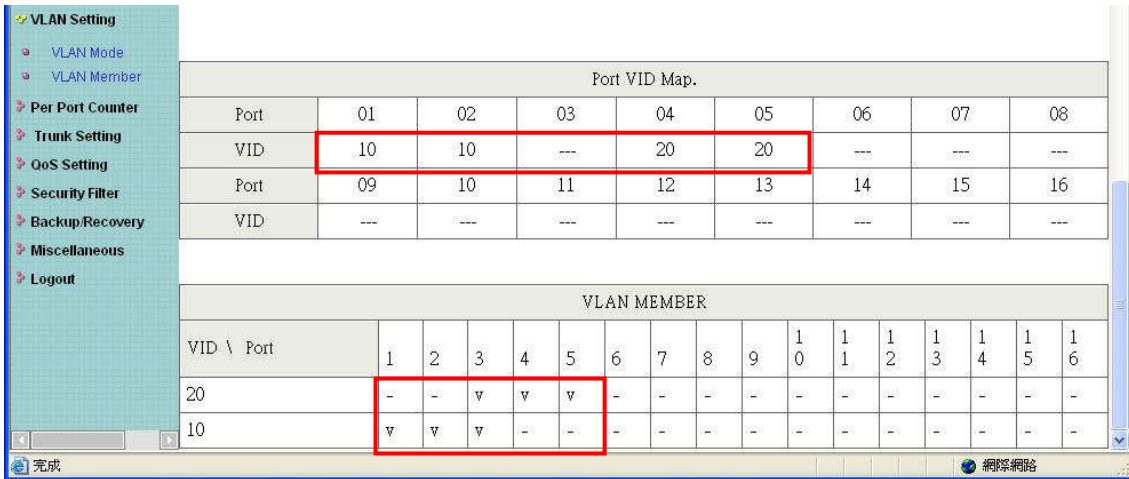 VLAN Setting
VLAN Mode
VLAN Member
Per Port Counter
Trunk Setting
QoS Setting
Security Filter
Backup/Recovery
Miscellaneous
Logout
Port VID Map.
Port 01 02 03 04 05 06 07 08
VID 10 10 --- 20 20 --- --- ---
Port 09 10 11 12 13 14 15 16
VID --- --- --- --- --- --- --- ---
VLAN MEMBER
VID \ Port 1 2 3 4 5 6 7 8 9 10 11 12 13 14 15 16
20 - - v v v - - - - - - - - - - -
10 v v v - - - - - - - - - - - - -
完成 網際網路